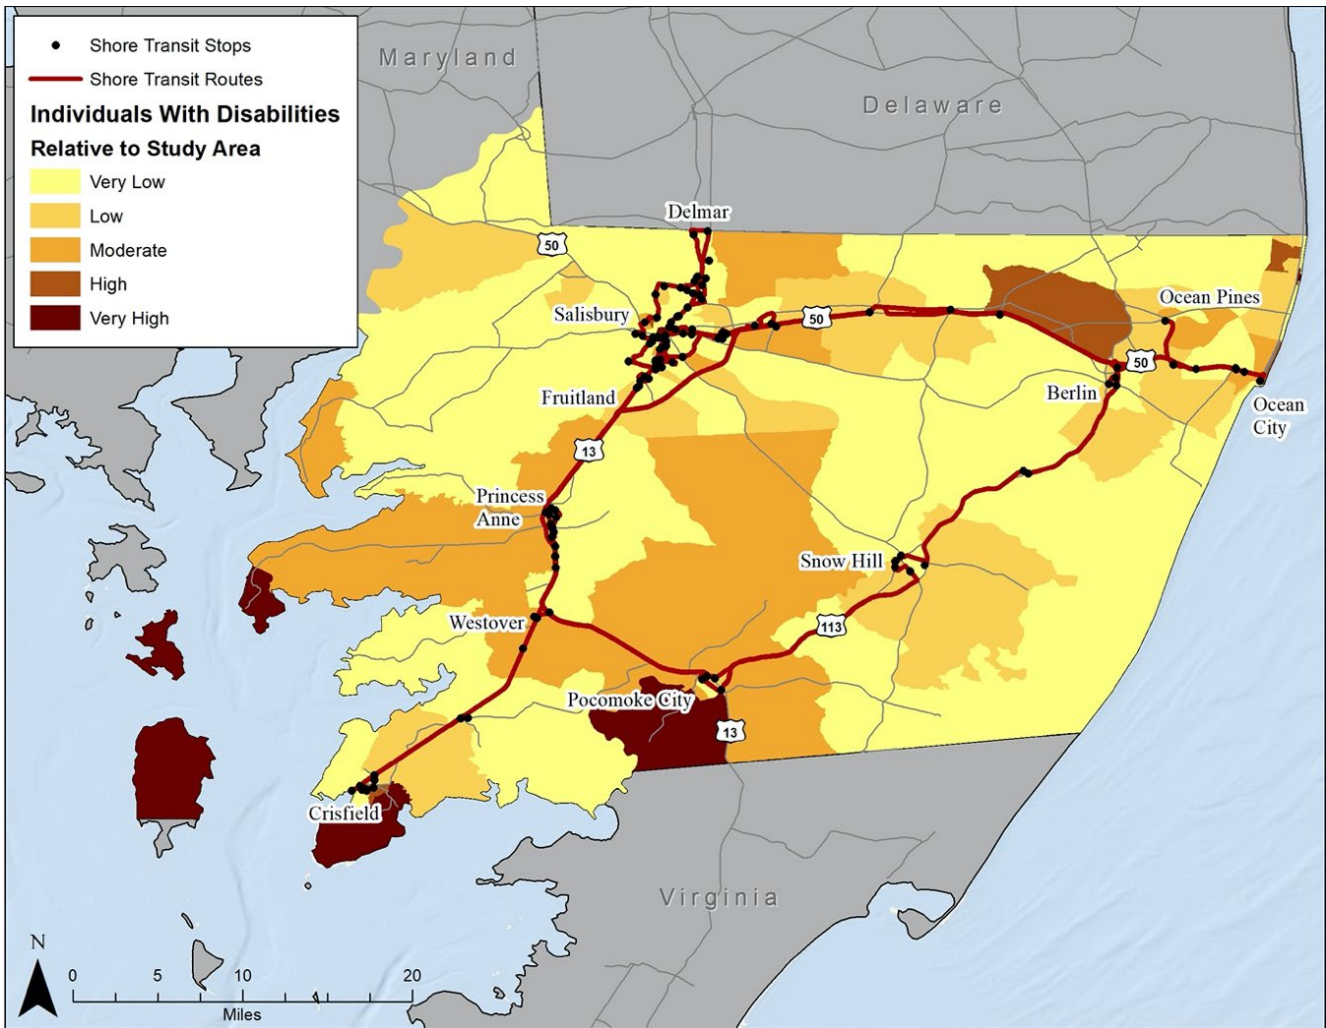 Shore Transit Stops
Shore Transit Routes
Individuals With Disabilities
Relative to Study Area
Very Low
Low
Moderate
High
Very High
Maryland
Delaware
Delmar
50
Salisbury
50
Ocean Pines
50
Fruitland
Berlin
Ocean
City
13
Princess
Anne
Snow Hill
Westover
113
Pocomoke City
13
Crisfield
Virginia
N
0 5 10 20
Miles